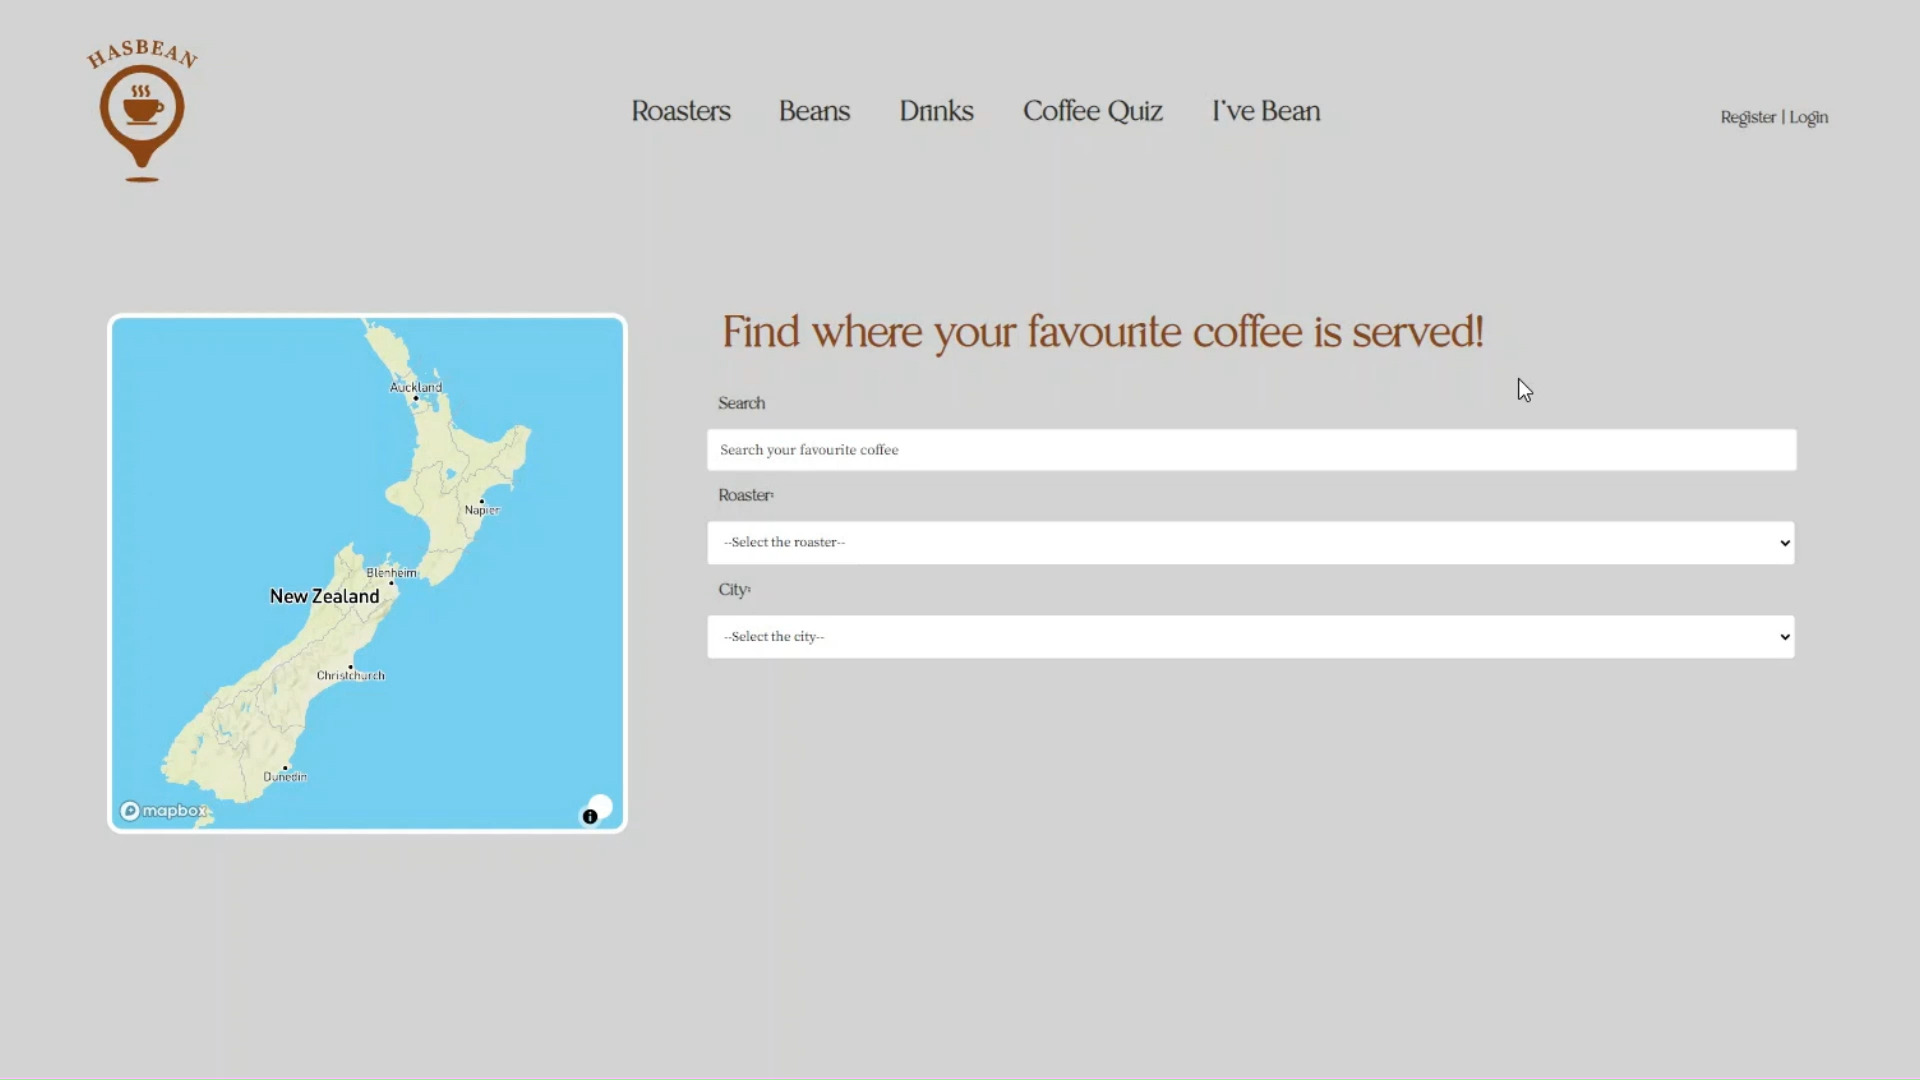 HASBEAN
Roasters Beans Drinks Coffee Quiz I've Bean
Register | Login
Find where your favourite coffee is served!
Search
Search your favourite coffee
Roaster:
--Select the roaster--
City:
--Select the city--
Auckland
Napier
Blenheim
New Zealand
Christchurch
Dunedin
mapbox